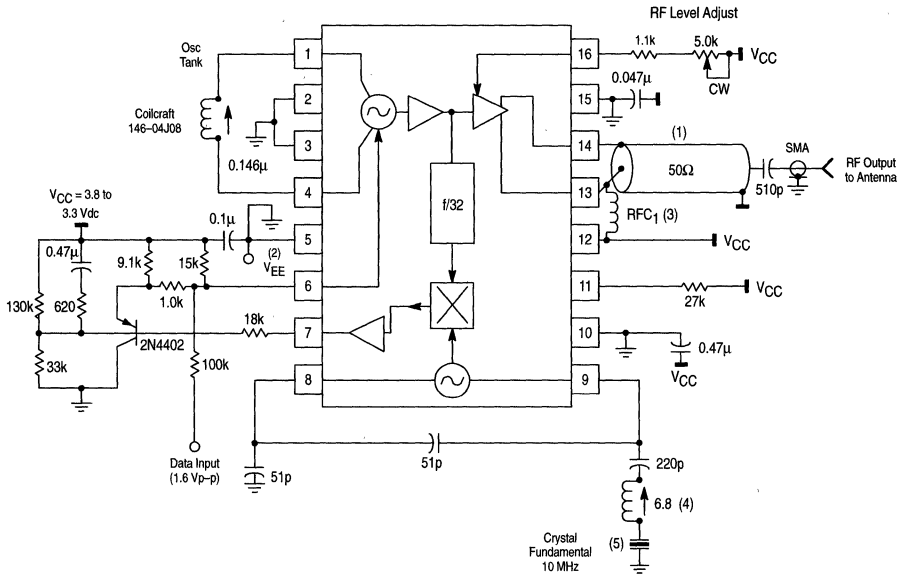 RF Level Adjust
Osc
Tank
1
16
1.1k
5.0k
VCC
CW
Coilcraft
146–04J08
2
15
0.047µ
3
14
(1)
SMA
0.146µ
50Ω
RF Output
to Antenna
4
13
510p
f/32
RFC1 (3)
VCC = 3.8 to
3.3 Vdc
0.1µ
5
12
VCC
(2)
VEE
0.47µ
9.1k
15k
6
11
VCC
1.0k
27k
130k
620
18k
7
10
2N4402
0.47µ
33k
100k
VCC
8
9
51p
51p
220p
Data Input
(1.6 Vp–p)
6.8 (4)
Crystal
Fundamental
10 MHz
(5)